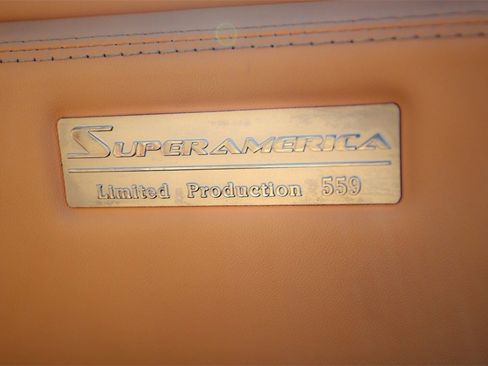 SUPERAMERICA
Limited Production 559